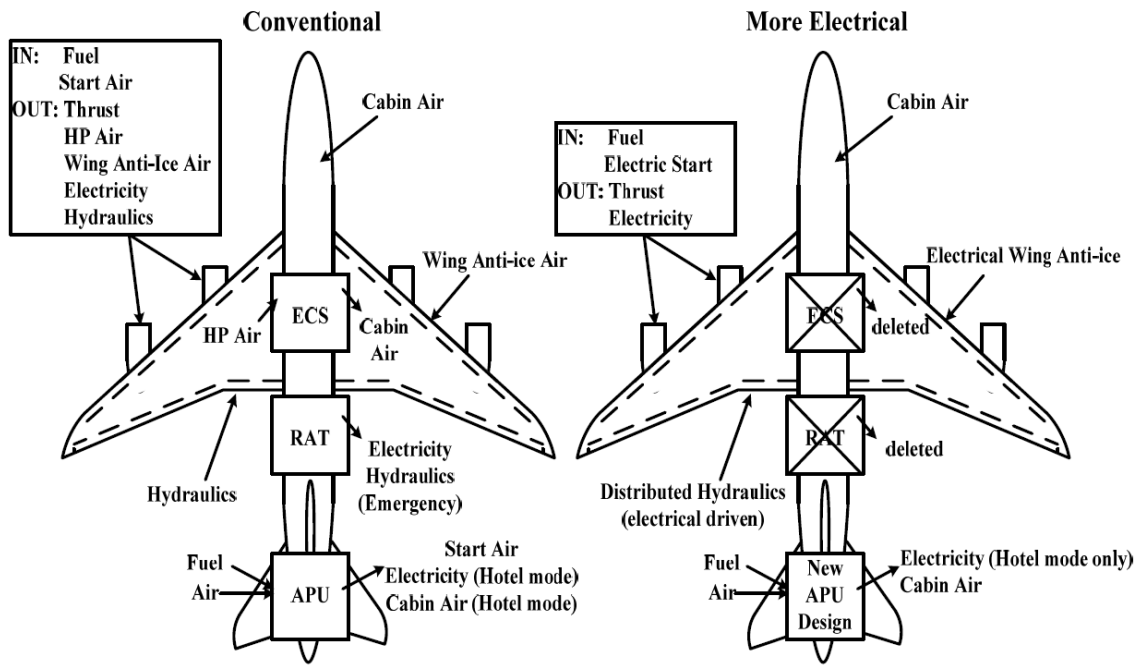 Conventional
IN: Fuel
Start Air
OUT: Thrust
HP Air
Wing Anti-Ice Air
Electricity
Hydraulics
Cabin Air
Wing Anti-ice Air
HP Air
ECS
Cabin
Air
RAT
Electricity
Hydraulics
(Emergency)
Hydraulics
Fuel
Air
APU
Start Air
Electricity (Hotel mode)
Cabin Air (Hotel mode)
More Electrical
IN: Fuel
Electric Start
OUT: Thrust
Electricity
Cabin Air
Electrical Wing Anti-ice
ECS
deleted
RAT
deleted
Distributed Hydraulics
(electrical driven)
Fuel
Air
New
APU
Design
Electricity (Hotel mode only)
Cabin Air